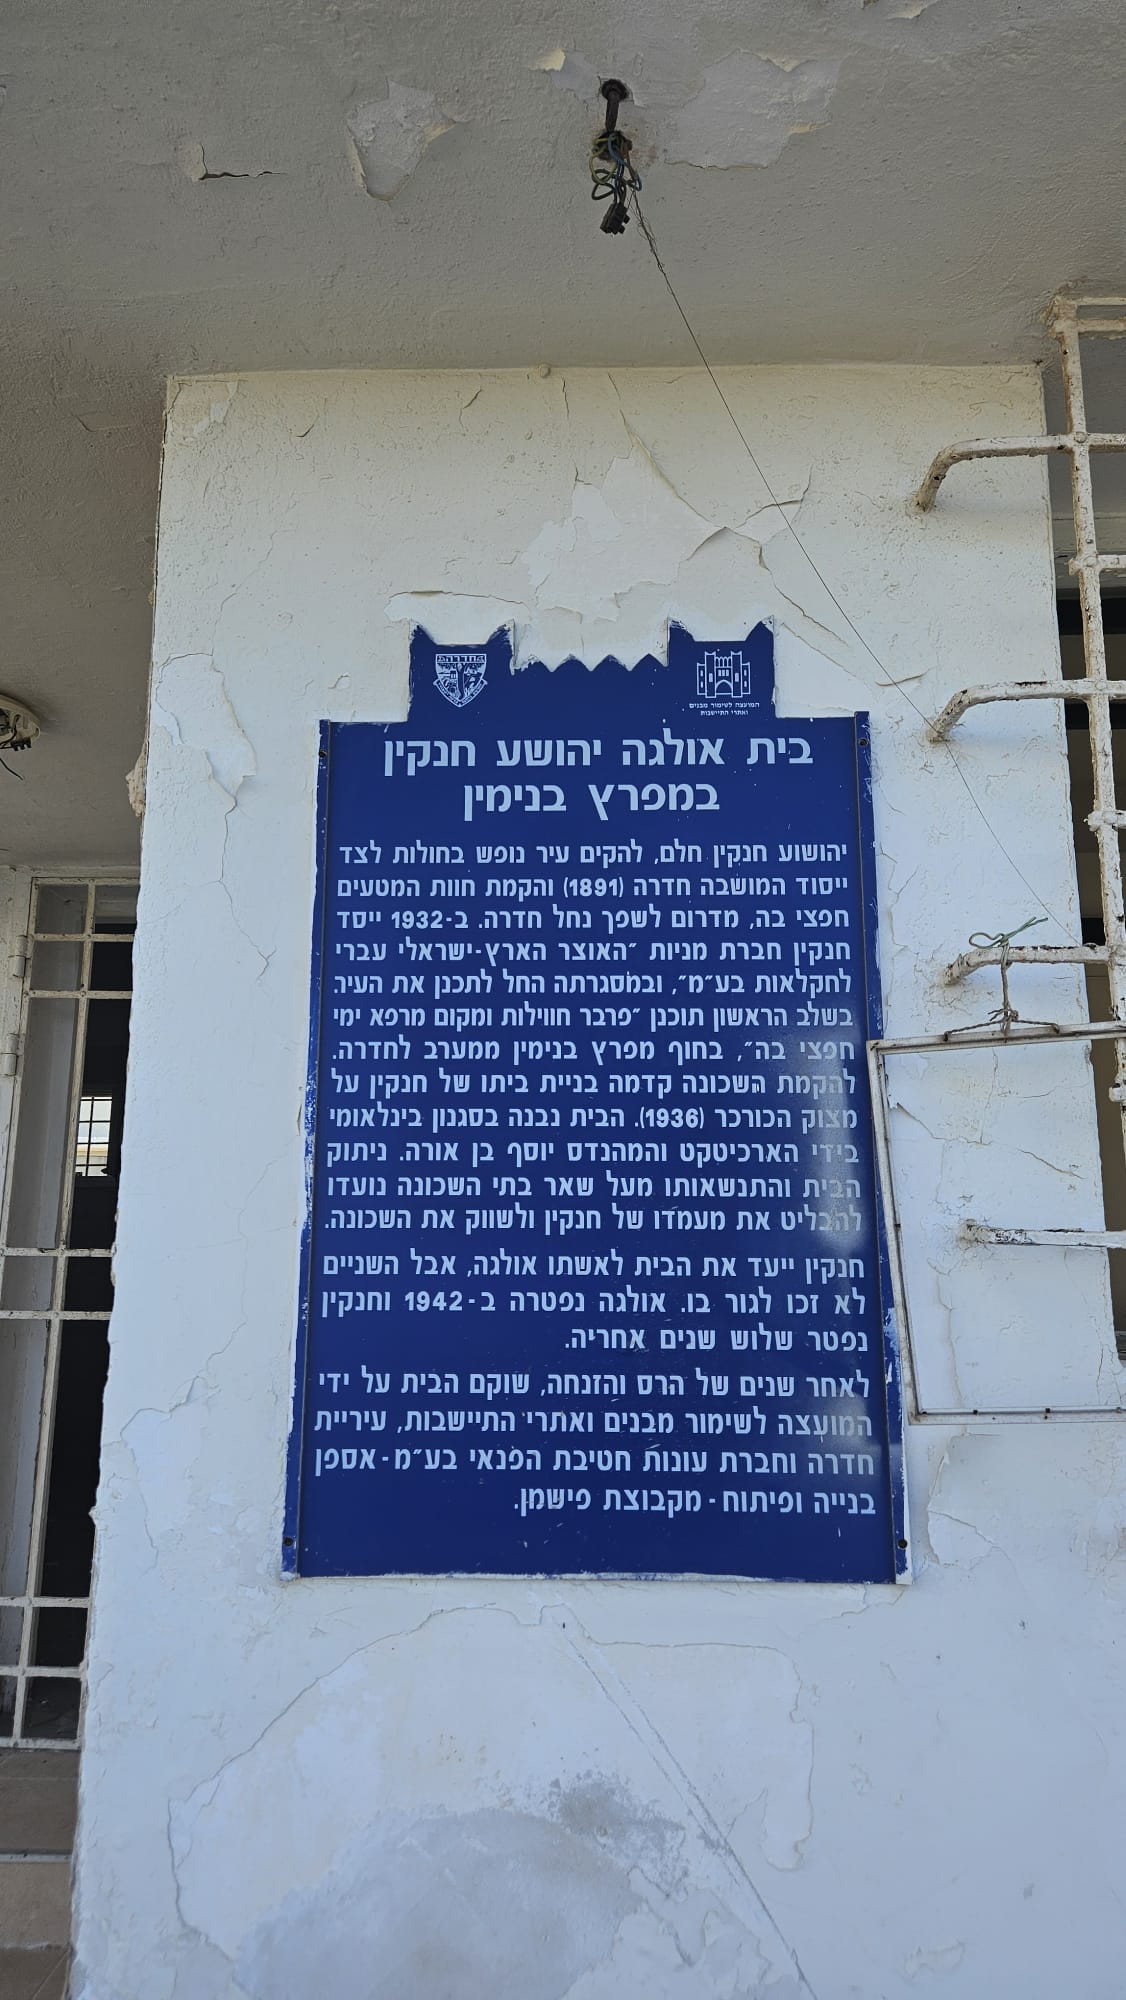 חדרה
המועצה לשימור מבנים
ואתרי התיישבות
בית אולגה יהושע חנקין
במפרץ בנימין
יהושוע חנקין חלם, להקים עיר נופש בחולות לצד
ייסוד המושבה חדרה (1891) והקמת חוות המטעים
חפצי בה, מדרום לשפך נחל חדרה. ב-1932 ייסד
חנקין חברת מניות "האוצר הארץ-ישראלי עברי
לחקלאות בע"מ", ובמסגרתה החל לתכנן את העיר.
בשלב הראשון תוכנן "פרבר חווילות ומקום מרפא ימי
חפצי בה", בחוף מפרץ בנימין ממערב לחדרה.
להקמת השכונה קדמה בניית ביתו של חנקין על
מצוק הכורכר (1936). הבית נבנה בסגנון בינלאומי
בידי הארכיטקט והמהנדס יוסף בן אורה. ניתוק
הבית והתנשאותו מעל שאר בתי השכונה נועדו
להבליט את מעמדו של חנקין ולשווק את השכונה.
חנקין ייעד את הבית לאשתו אולגה, אבל השניים
לא זכו לגור בו. אולגה נפטרה ב-1942 וחנקין
נפטר שלוש שנים אחריה.
לאחר שנים של הרס והזנחה, שוקם הבית על ידי
המועצה לשימור מבנים ואתרי התיישבות, עיריית
חדרה וחברת עונות חטיבת הפנאי בע"מ-אספן
בנייה ופיתוח - מקבוצת פישמן.